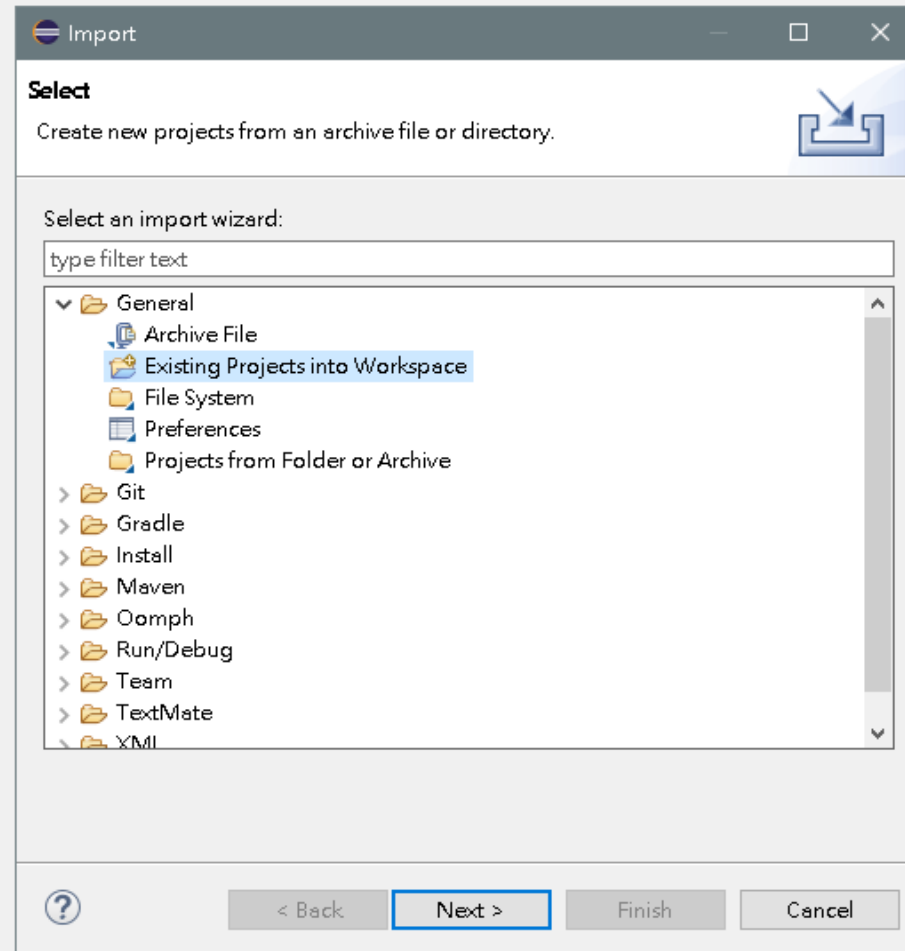 Import
Select
Create new projects from an archive file or directory.
Select an import wizard:
type filter text
General
Archive File
Existing Projects into Workspace
File System
Preferences
Projects from Folder or Archive
Git
Gradle
Install
Maven
Oomph
Run/Debug
Team
TextMate
XML
?
< Back
Next >
Finish
Cancel